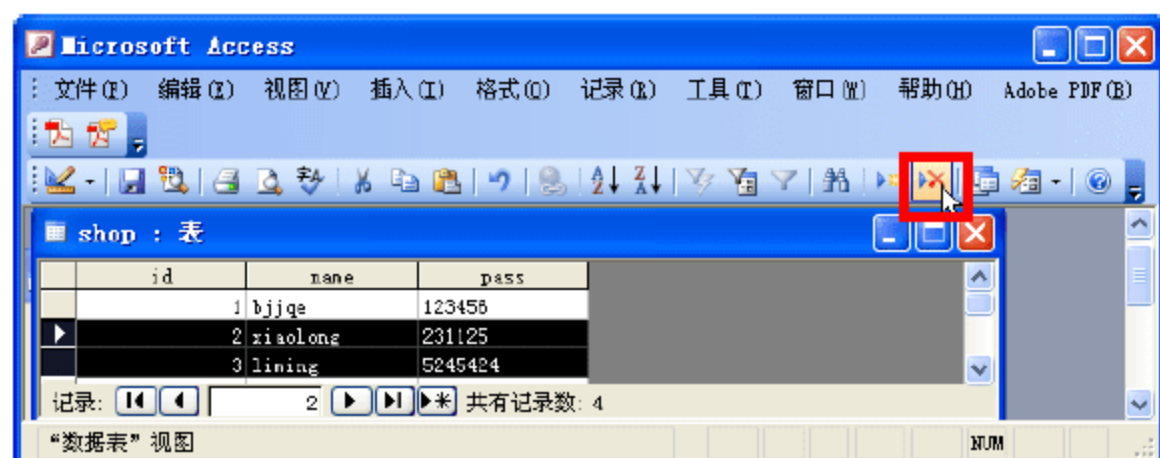 Microsoft Access
文件(F) 编辑(E) 视图(V) 插入(I) 格式(O) 记录(R) 工具(T) 窗口(W) 帮助(H) Adobe PDF(B)
shop : 表
id name pass
1 bjjqe 123456
2 xiaolong 231125
3 liming 5245424
记录: 2 共有记录数: 4
“数据表” 视图 NUM